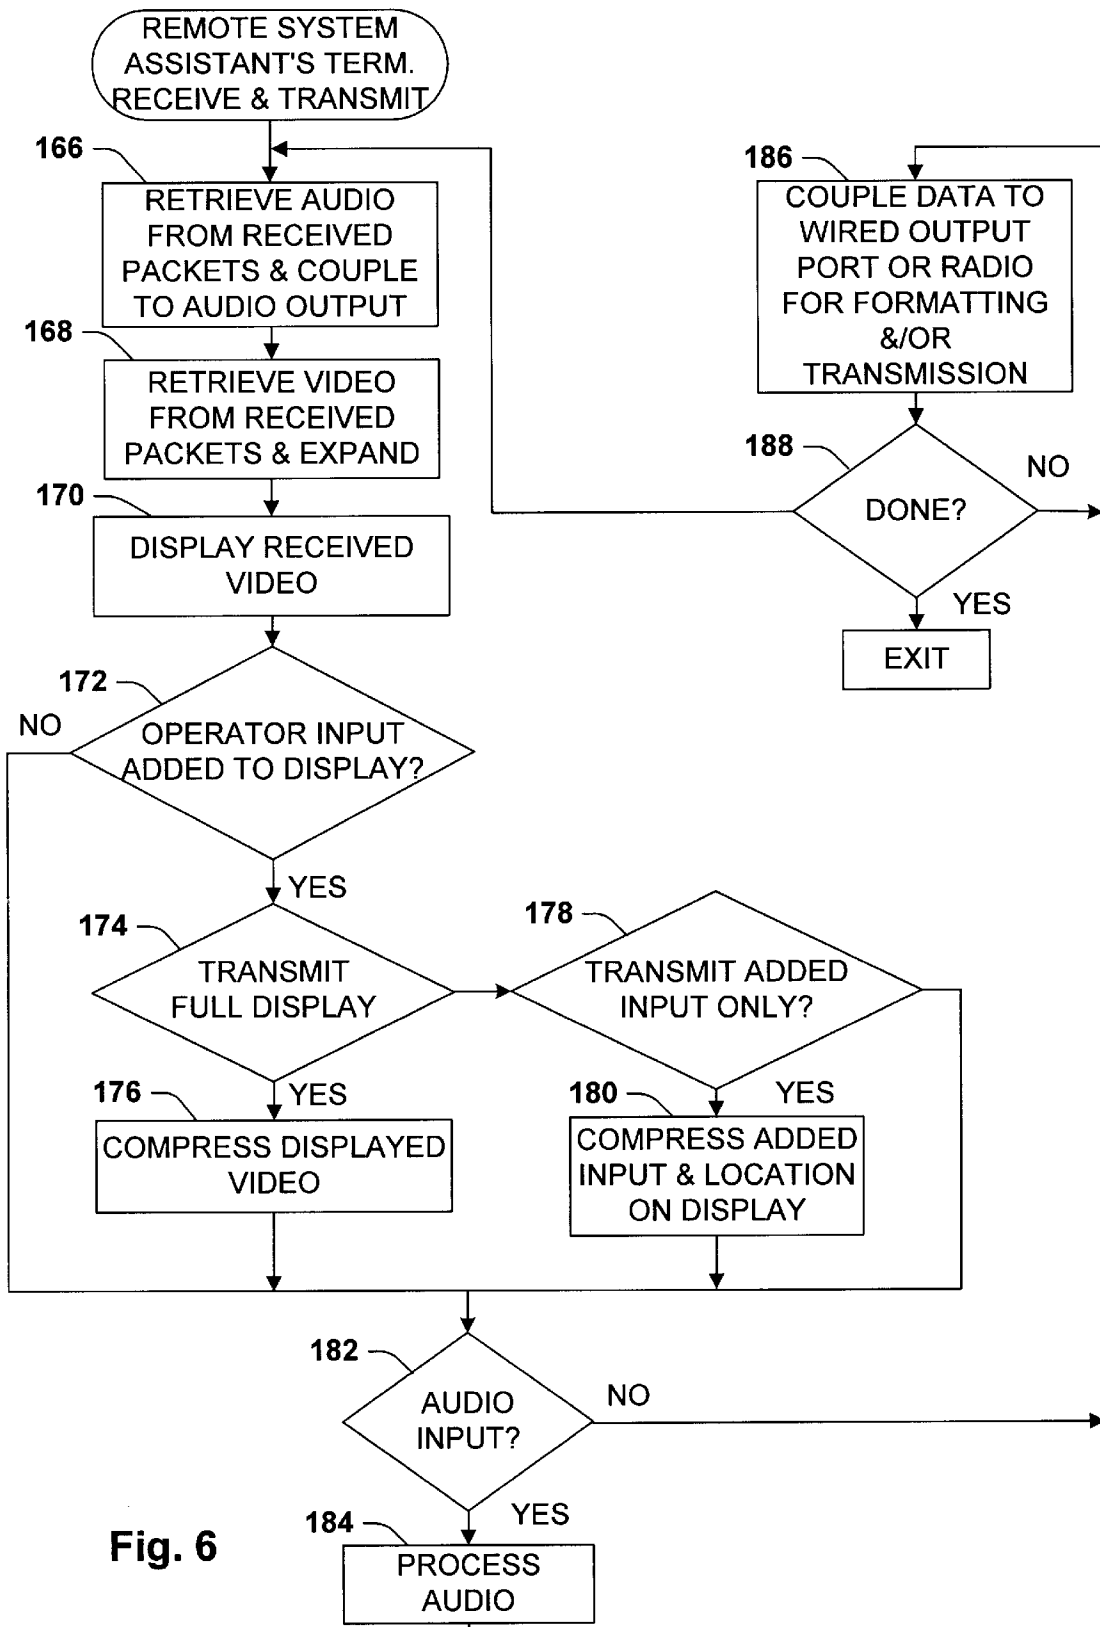 REMOTE SYSTEM
ASSISTANT'S TERM.
RECEIVE & TRANSMIT
166
RETRIEVE AUDIO
FROM RECEIVED
PACKETS & COUPLE
TO AUDIO OUTPUT
168
RETRIEVE VIDEO
FROM RECEIVED
PACKETS & EXPAND
170
DISPLAY RECEIVED
VIDEO
172
NO
OPERATOR INPUT
ADDED TO DISPLAY?
YES
174
TRANSMIT
FULL DISPLAY
YES
176
COMPRESS DISPLAYED
VIDEO
178
TRANSMIT ADDED
INPUT ONLY?
YES
180
COMPRESS ADDED
INPUT & LOCATION
ON DISPLAY
182
AUDIO
INPUT?
NO
YES
184
PROCESS
AUDIO
186
COUPLE DATA TO
WIRED OUTPUT
PORT OR RADIO
FOR FORMATTING
&/OR
TRANSMISSION
188
DONE?
NO
YES
EXIT
Fig. 6